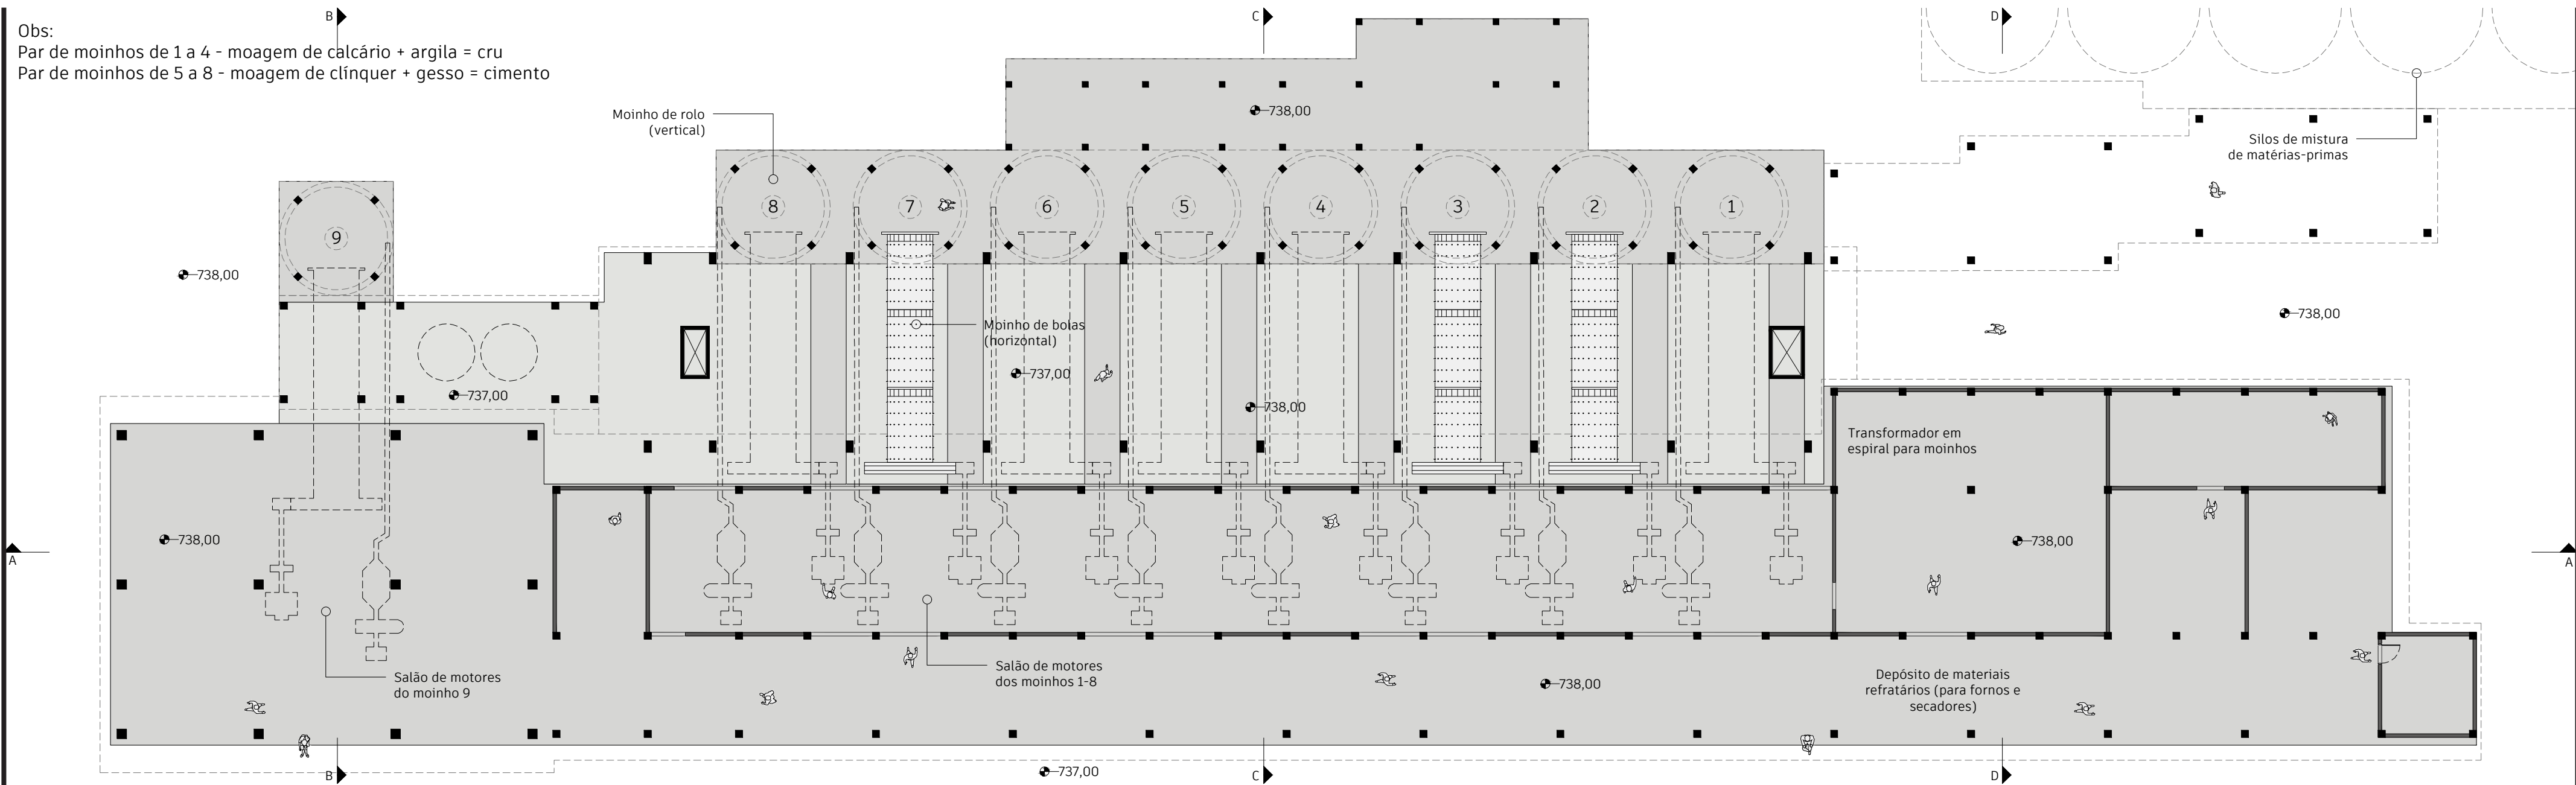 B
C
D
Obs:
Par de moinhos de 1 a 4 - moagem de calcário + argila = cru
Par de moinhos de 5 a 8 - moagem de clínquer + gesso = cimento
Moinho de rolo
(vertical)
738,00
Silos de mistura
de matérias-primas
9
8
7
6
5
4
3
2
1
738,00
738,00
Moinho de bolas
(horizontal)
737,00
737,00
738,00
Transformador em
espiral para moinhos
738,00
738,00
A
A
Salão de motores
do moinho 9
Salão de motores
dos moinhos 1-8
738,00
Depósito de materiais
refratários (para fornos e
secadores)
737,00
B
C
D